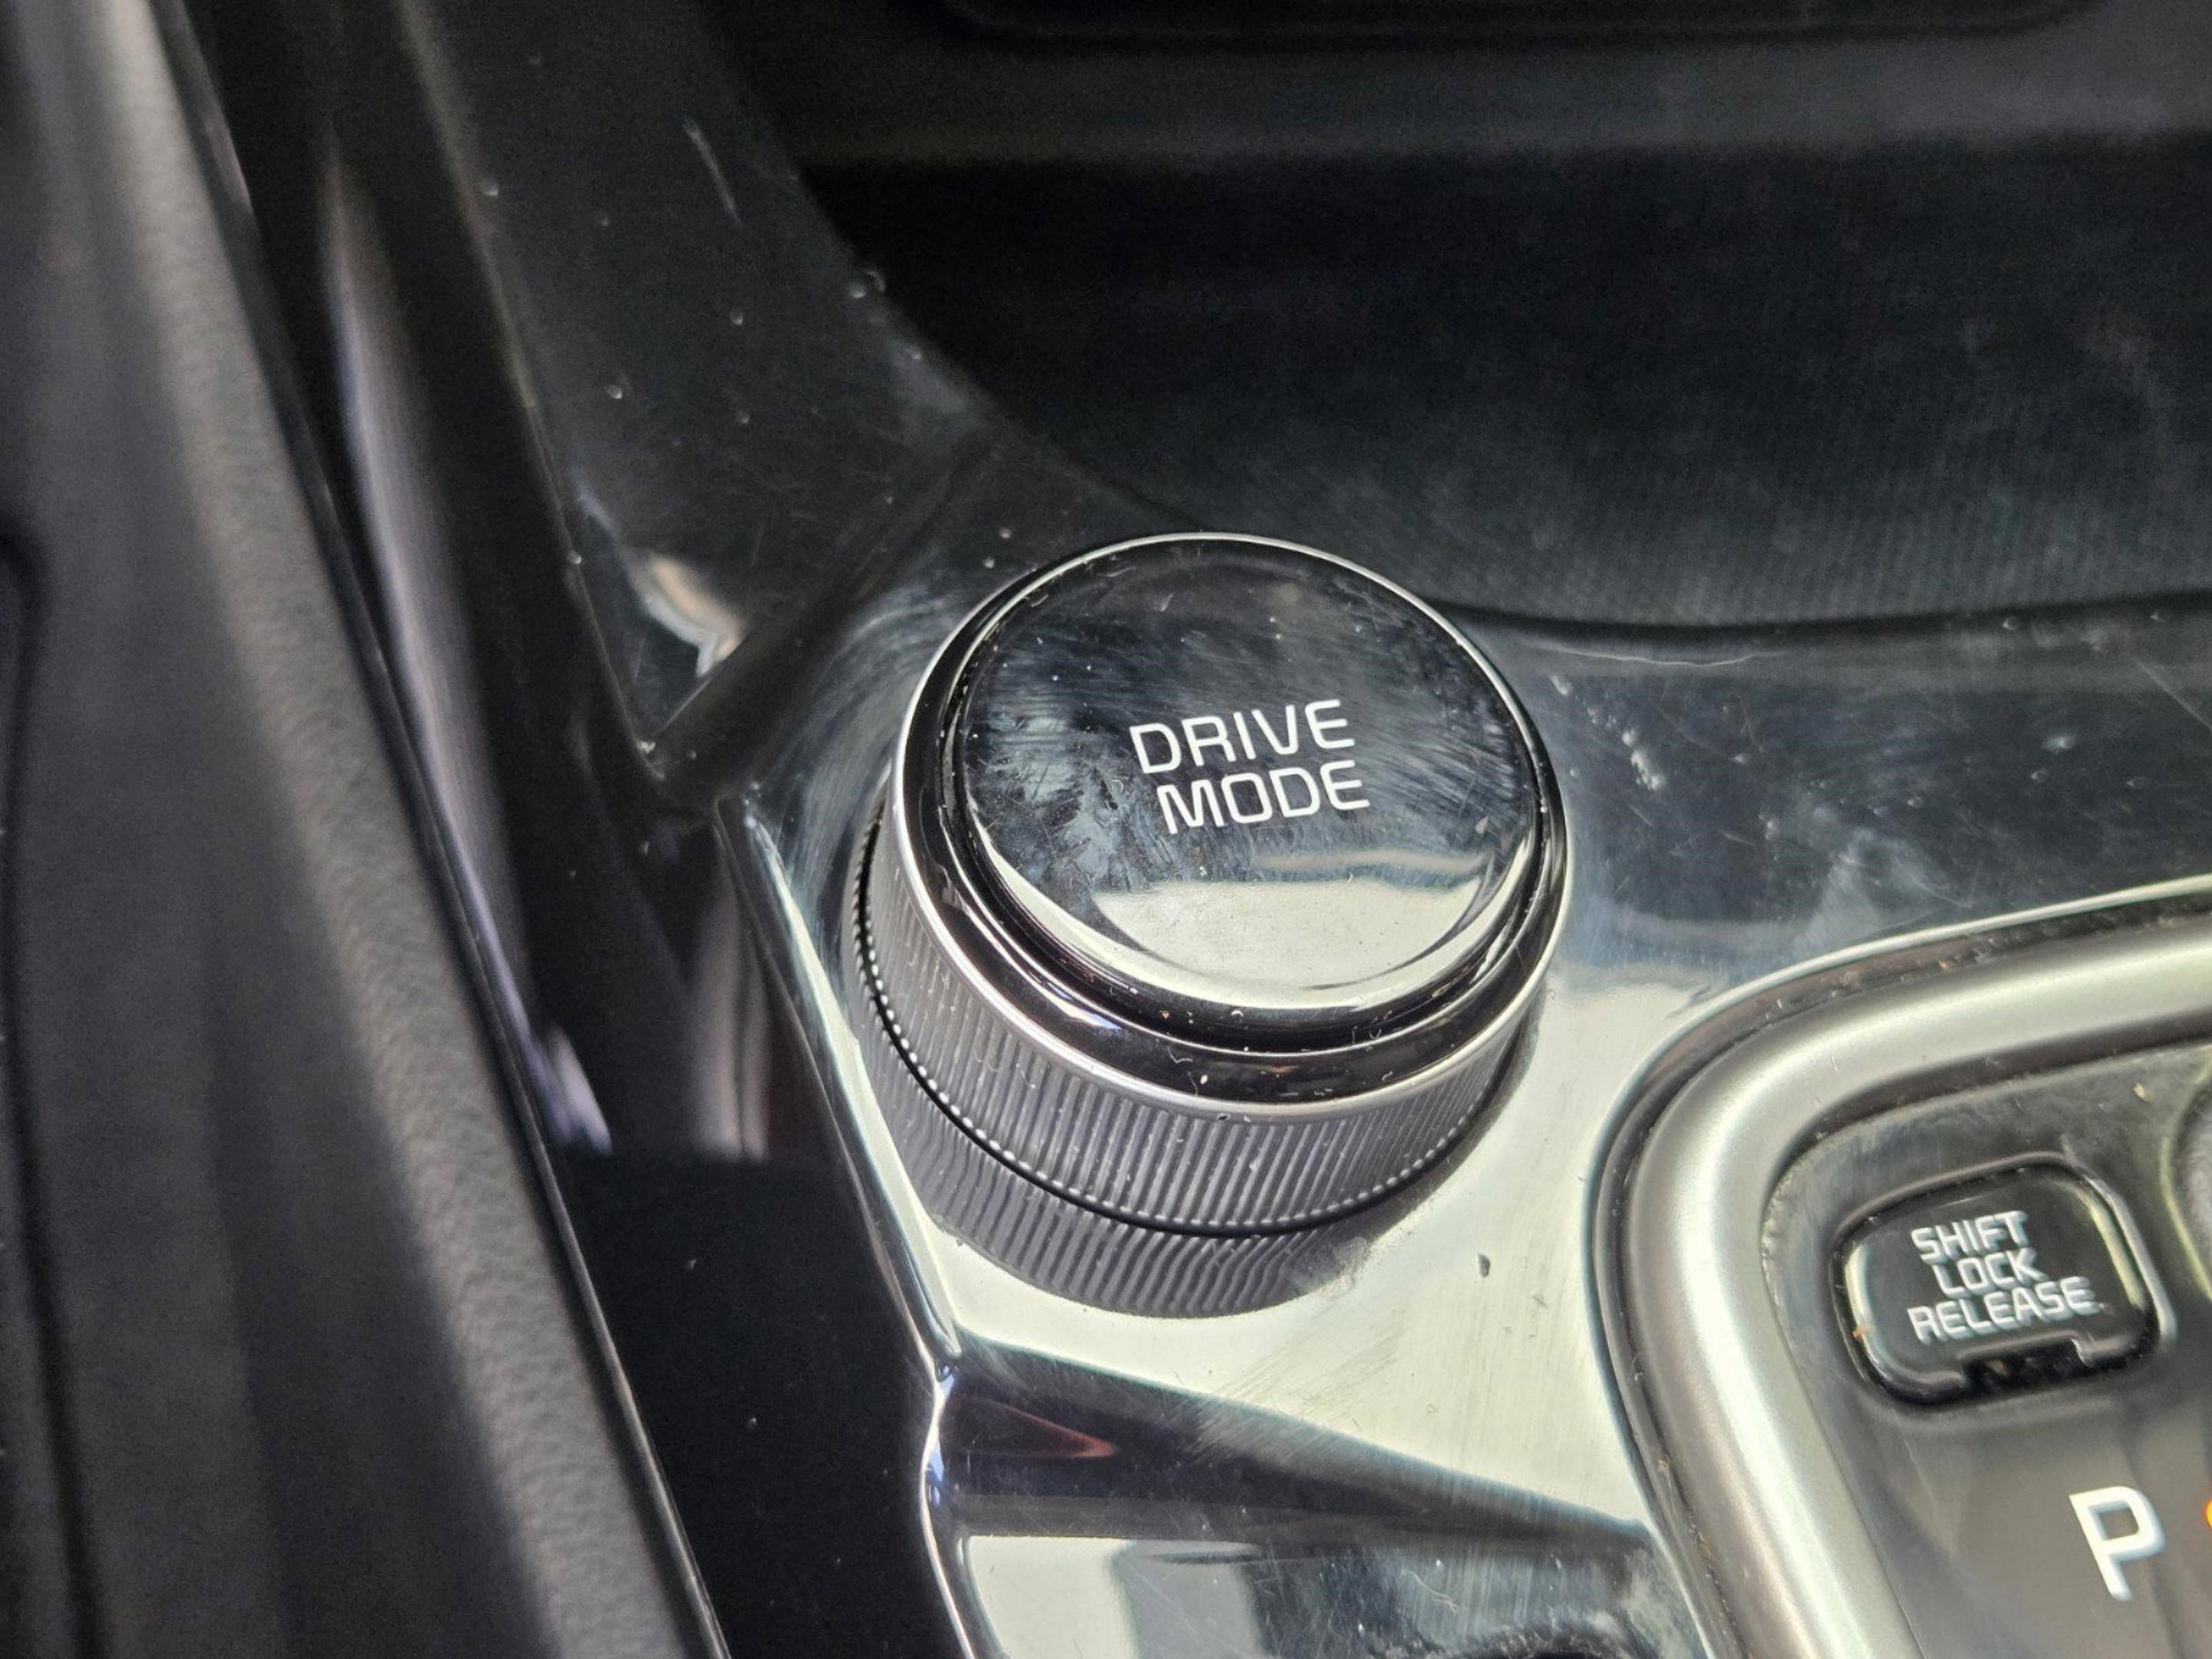 DRIVE
MODE
SHIFT
LOCK
RELEASE
P